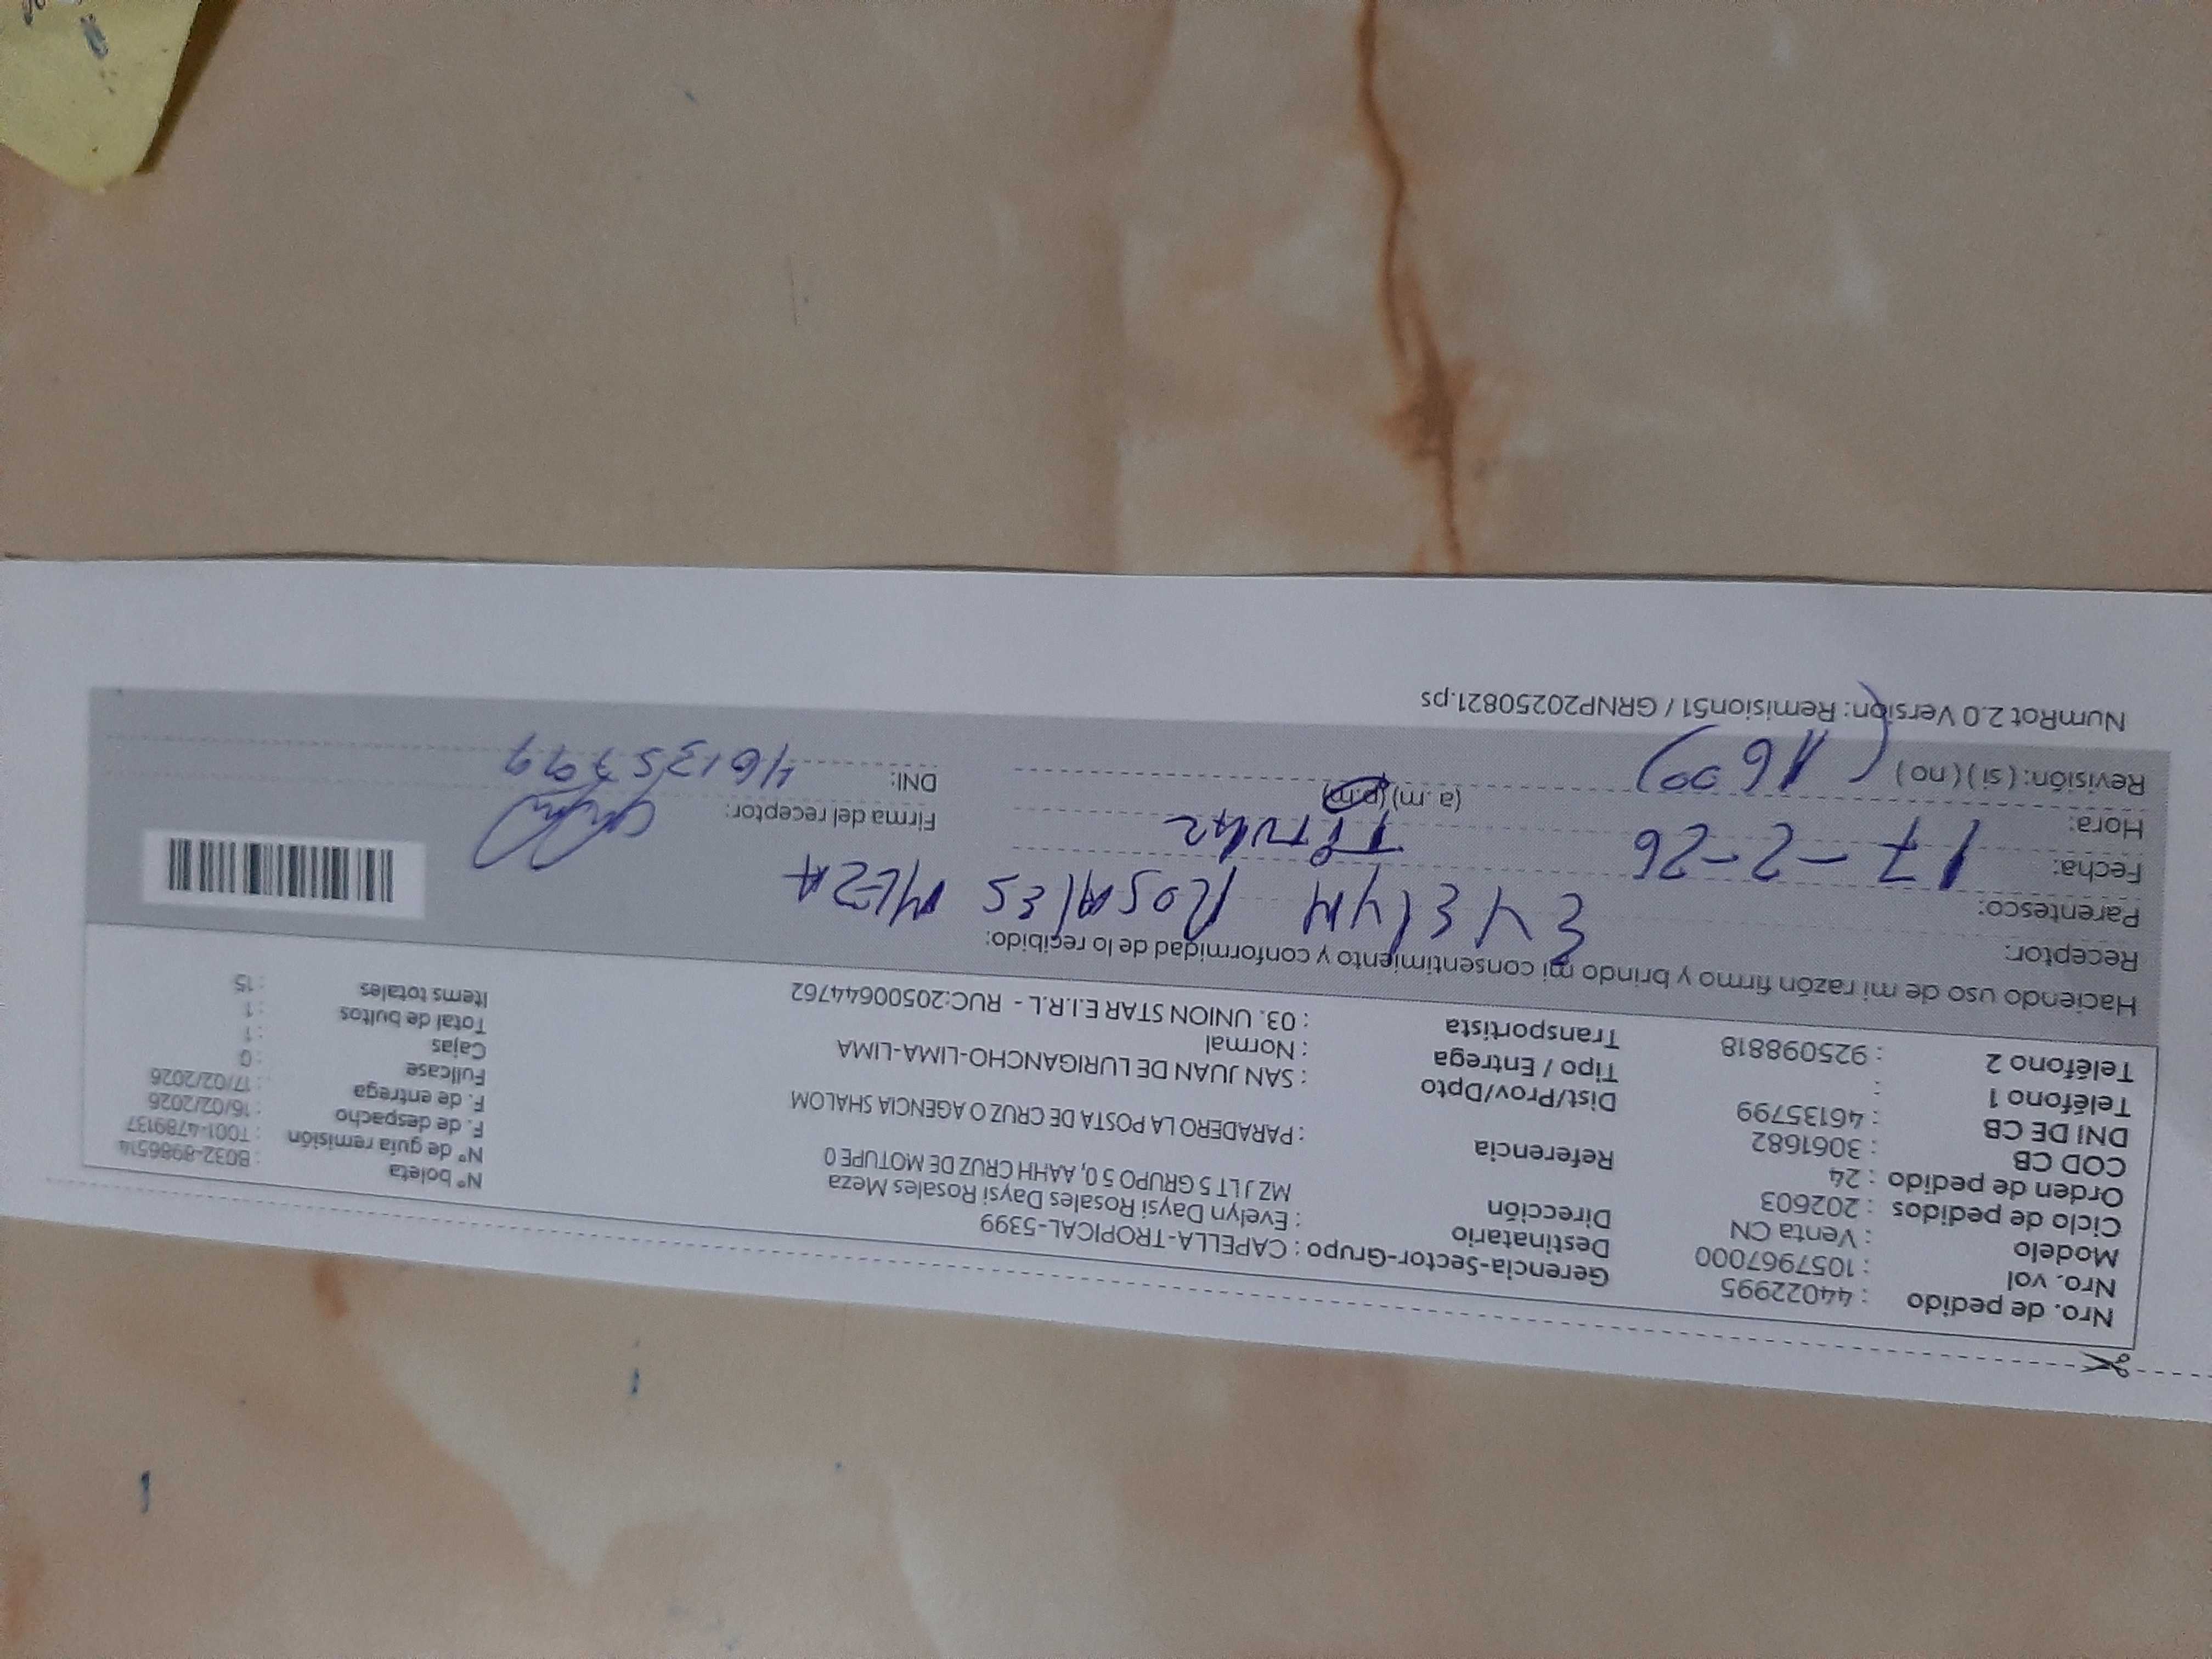 Nro. de pedido : 44022995
Nro. vol : 1057967000
Modelo : Venta CN
Ciclo de pedidos : 202603
Orden de pedido : 24
COD CB : 3061682
DNI DE CB : 46135799
Teléfono 1 :
Teléfono 2 : 925098818
Gerencia-Sector-Grupo : CAPELLA-TROPICAL-5399
Destinatario : Evelyn Daysi Rosales Daysi Rosales Meza
Dirección MZ J LT 5 GRUPO 5 0, AAHH CRUZ DE MOTUPE 0
Referencia : PARADERO LA POSTA DE CRUZ O AGENCIA SHALOM
Dist/Prov/Dpto : SAN JUAN DE LURIGANCHO-LIMA-LIMA
Tipo / Entrega : Normal
Transportista : 03. UNION STAR E.I.R.L - RUC:20500644762
N° boleta : B032-8986514
N° de guía remisión : T001-4789137
F. de despacho : 16/02/2026
F. de entrega : 17/02/2026
Fullcase : 0
Cajas : 1
Total de bultos : 1
Items totales : 15
Haciendo uso de mi razón firmo y brindo mi consentimiento y conformidad de lo recibido:
Receptor: EVElyN ROSAlES MEZA
Parentesco: TiTulAR
Fecha: 17-2-26
Hora: (a.m) (p.m)
Revisión: ( si ) ( no ) (1600)
Firma del receptor:
DNI: 46135799
NumRot 2.0 Version: Remision51 / GRNP20250821.ps